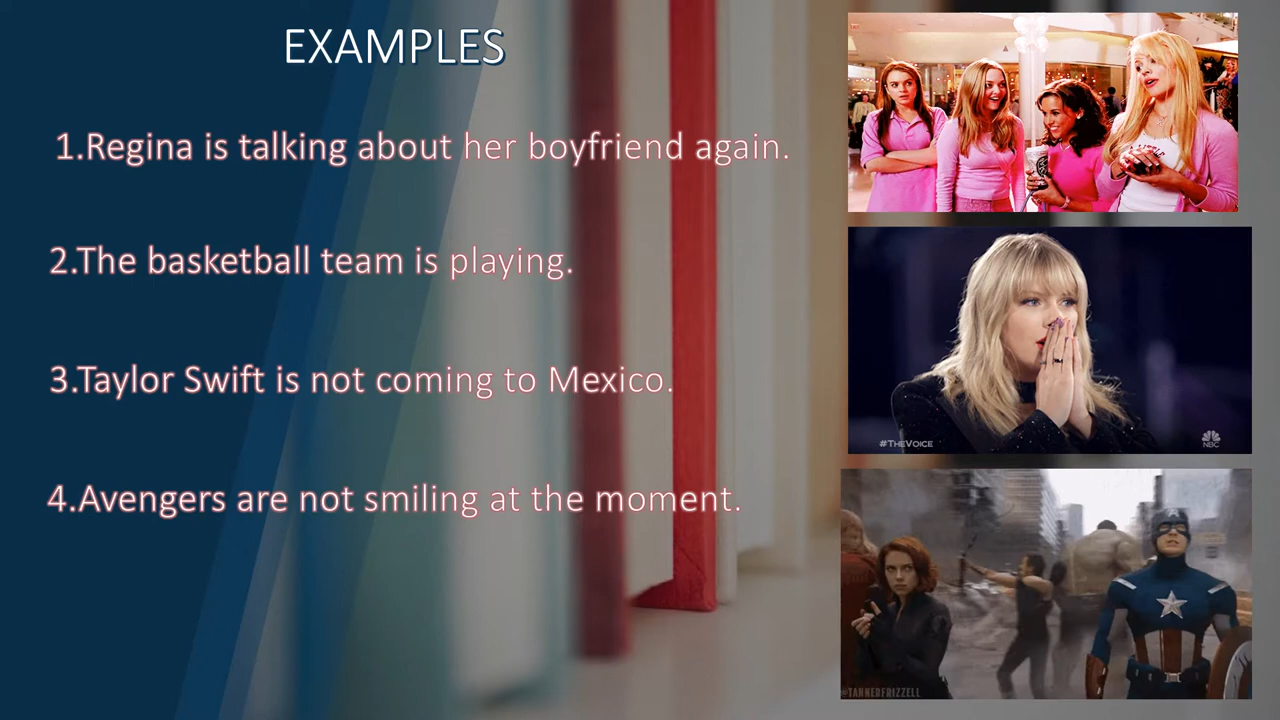 EXAMPLES
1.Regina is talking about her boyfriend again.
2.The basketball team is playing.
3.Taylor Swift is not coming to Mexico.
#THEVOICE
NBC
4.Avengers are not smiling at the moment.
@TANNERFRIZZELL